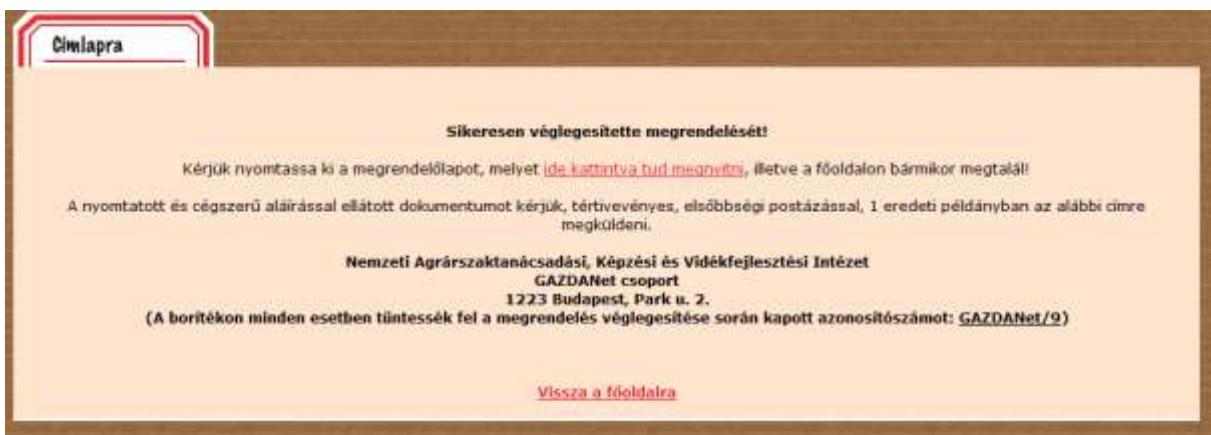 Címlapra
Sikeresen véglegesítette megrendelését!
Kérjük nyomtassa ki a megrendelőlapot, melyet ide kattintva tud megnyitni, illetve a főoldalon bármikor megtalál!
A nyomtatott és cégszerű aláírással ellátott dokumentumot kérjük, tértivevényes, elsőbbségi postázással, 1 eredeti példányban az alábbi címre
megküldeni.
Nemzeti Agrárszaktanácsadási, Képzési és Vidékfejlesztési Intézet
GAZDANet csoport
1223 Budapest, Park u. 2.
(A borítékon minden esetben tüntessék fel a megrendelés véglegesítése során kapott azonosítószámot: GAZDANet/9)
Vissza a főoldalra